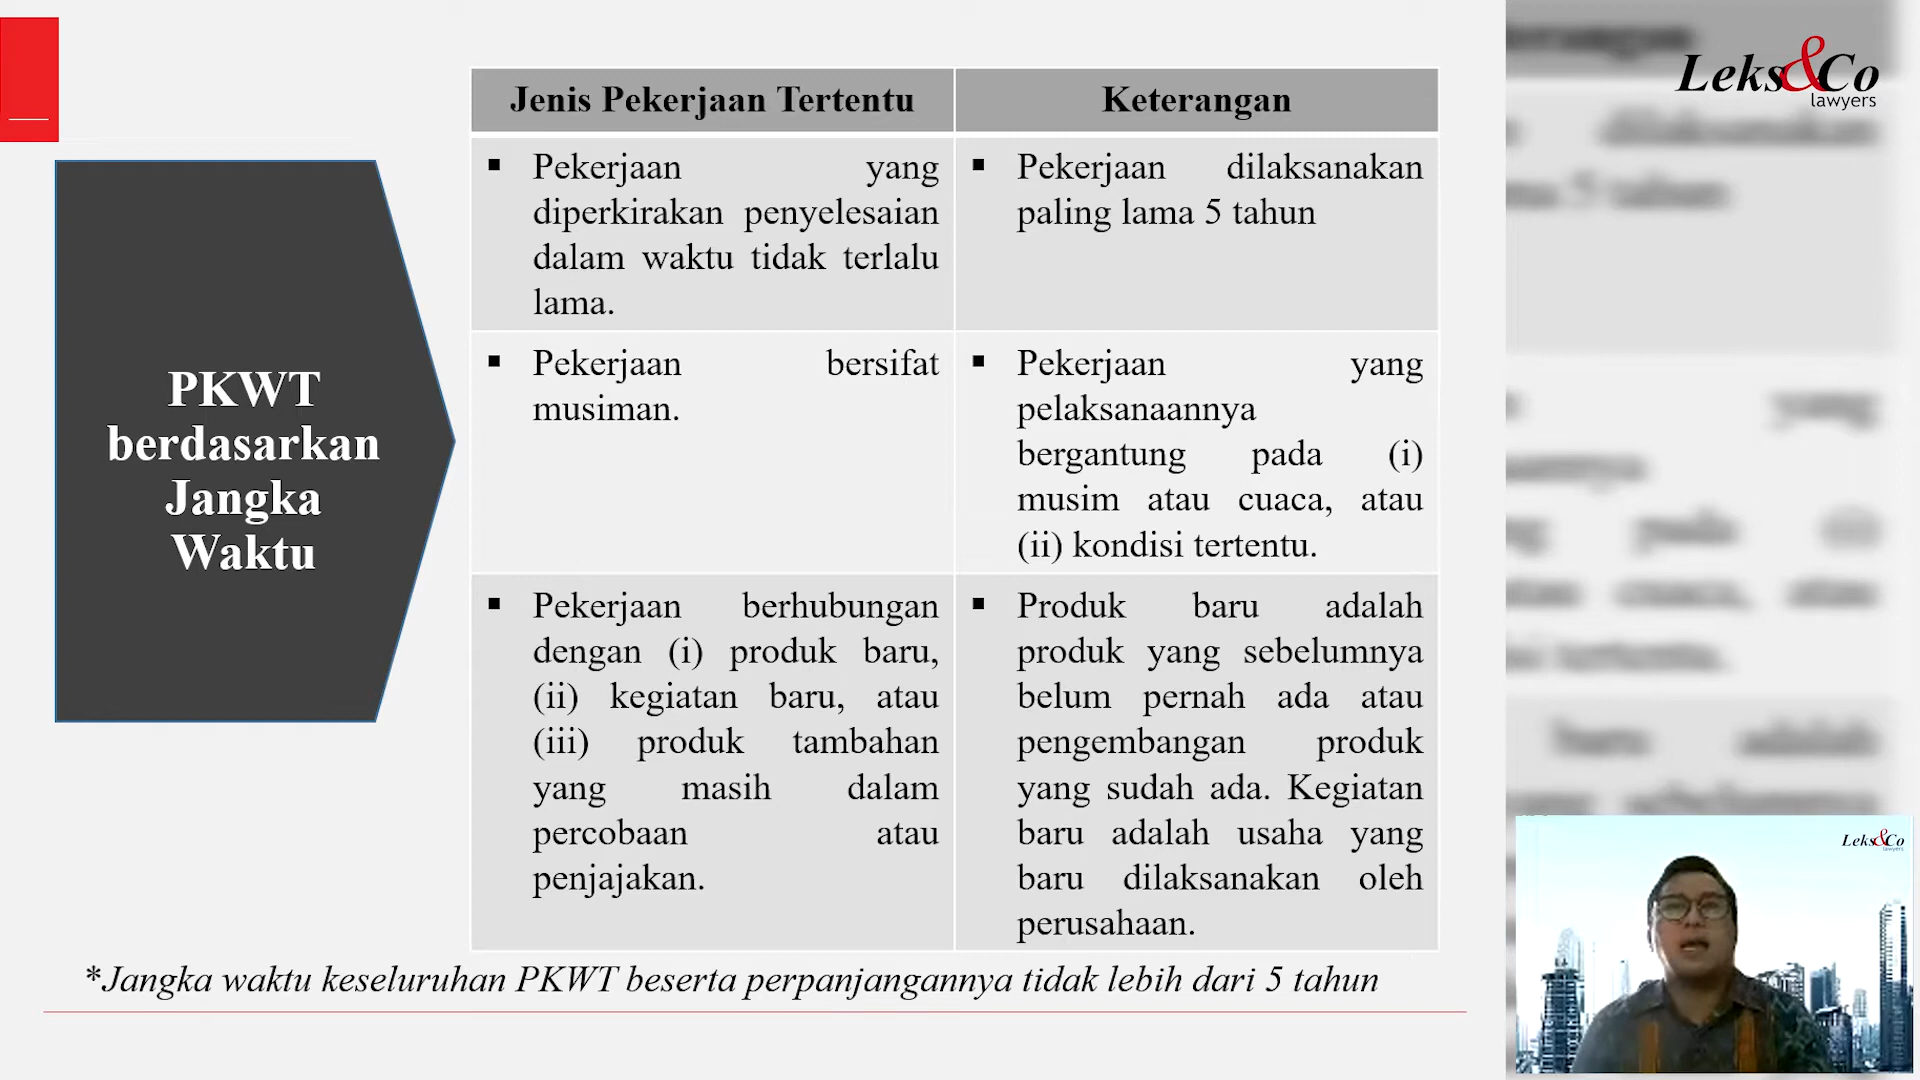 Leks&Co
lawyers
PKWT
berdasarkan
Jangka
Waktu
Jenis Pekerjaan Tertentu
Keterangan
▪ Pekerjaan yang
diperkirakan penyelesaian
dalam waktu tidak terlalu
lama.
▪ Pekerjaan dilaksanakan
paling lama 5 tahun
▪ Pekerjaan bersifat
musiman.
▪ Pekerjaan yang
pelaksanaannya
bergantung pada (i)
musim atau cuaca, atau
(ii) kondisi tertentu.
▪ Pekerjaan berhubungan
dengan (i) produk baru,
(ii) kegiatan baru, atau
(iii) produk tambahan
yang masih dalam
percobaan atau
penjajakan.
▪ Produk baru adalah
produk yang sebelumnya
belum pernah ada atau
pengembangan produk
yang sudah ada. Kegiatan
baru adalah usaha yang
baru dilaksanakan oleh
perusahaan.
*Jangka waktu keseluruhan PKWT beserta perpanjangannya tidak lebih dari 5 tahun
Leks&Co
lawyers